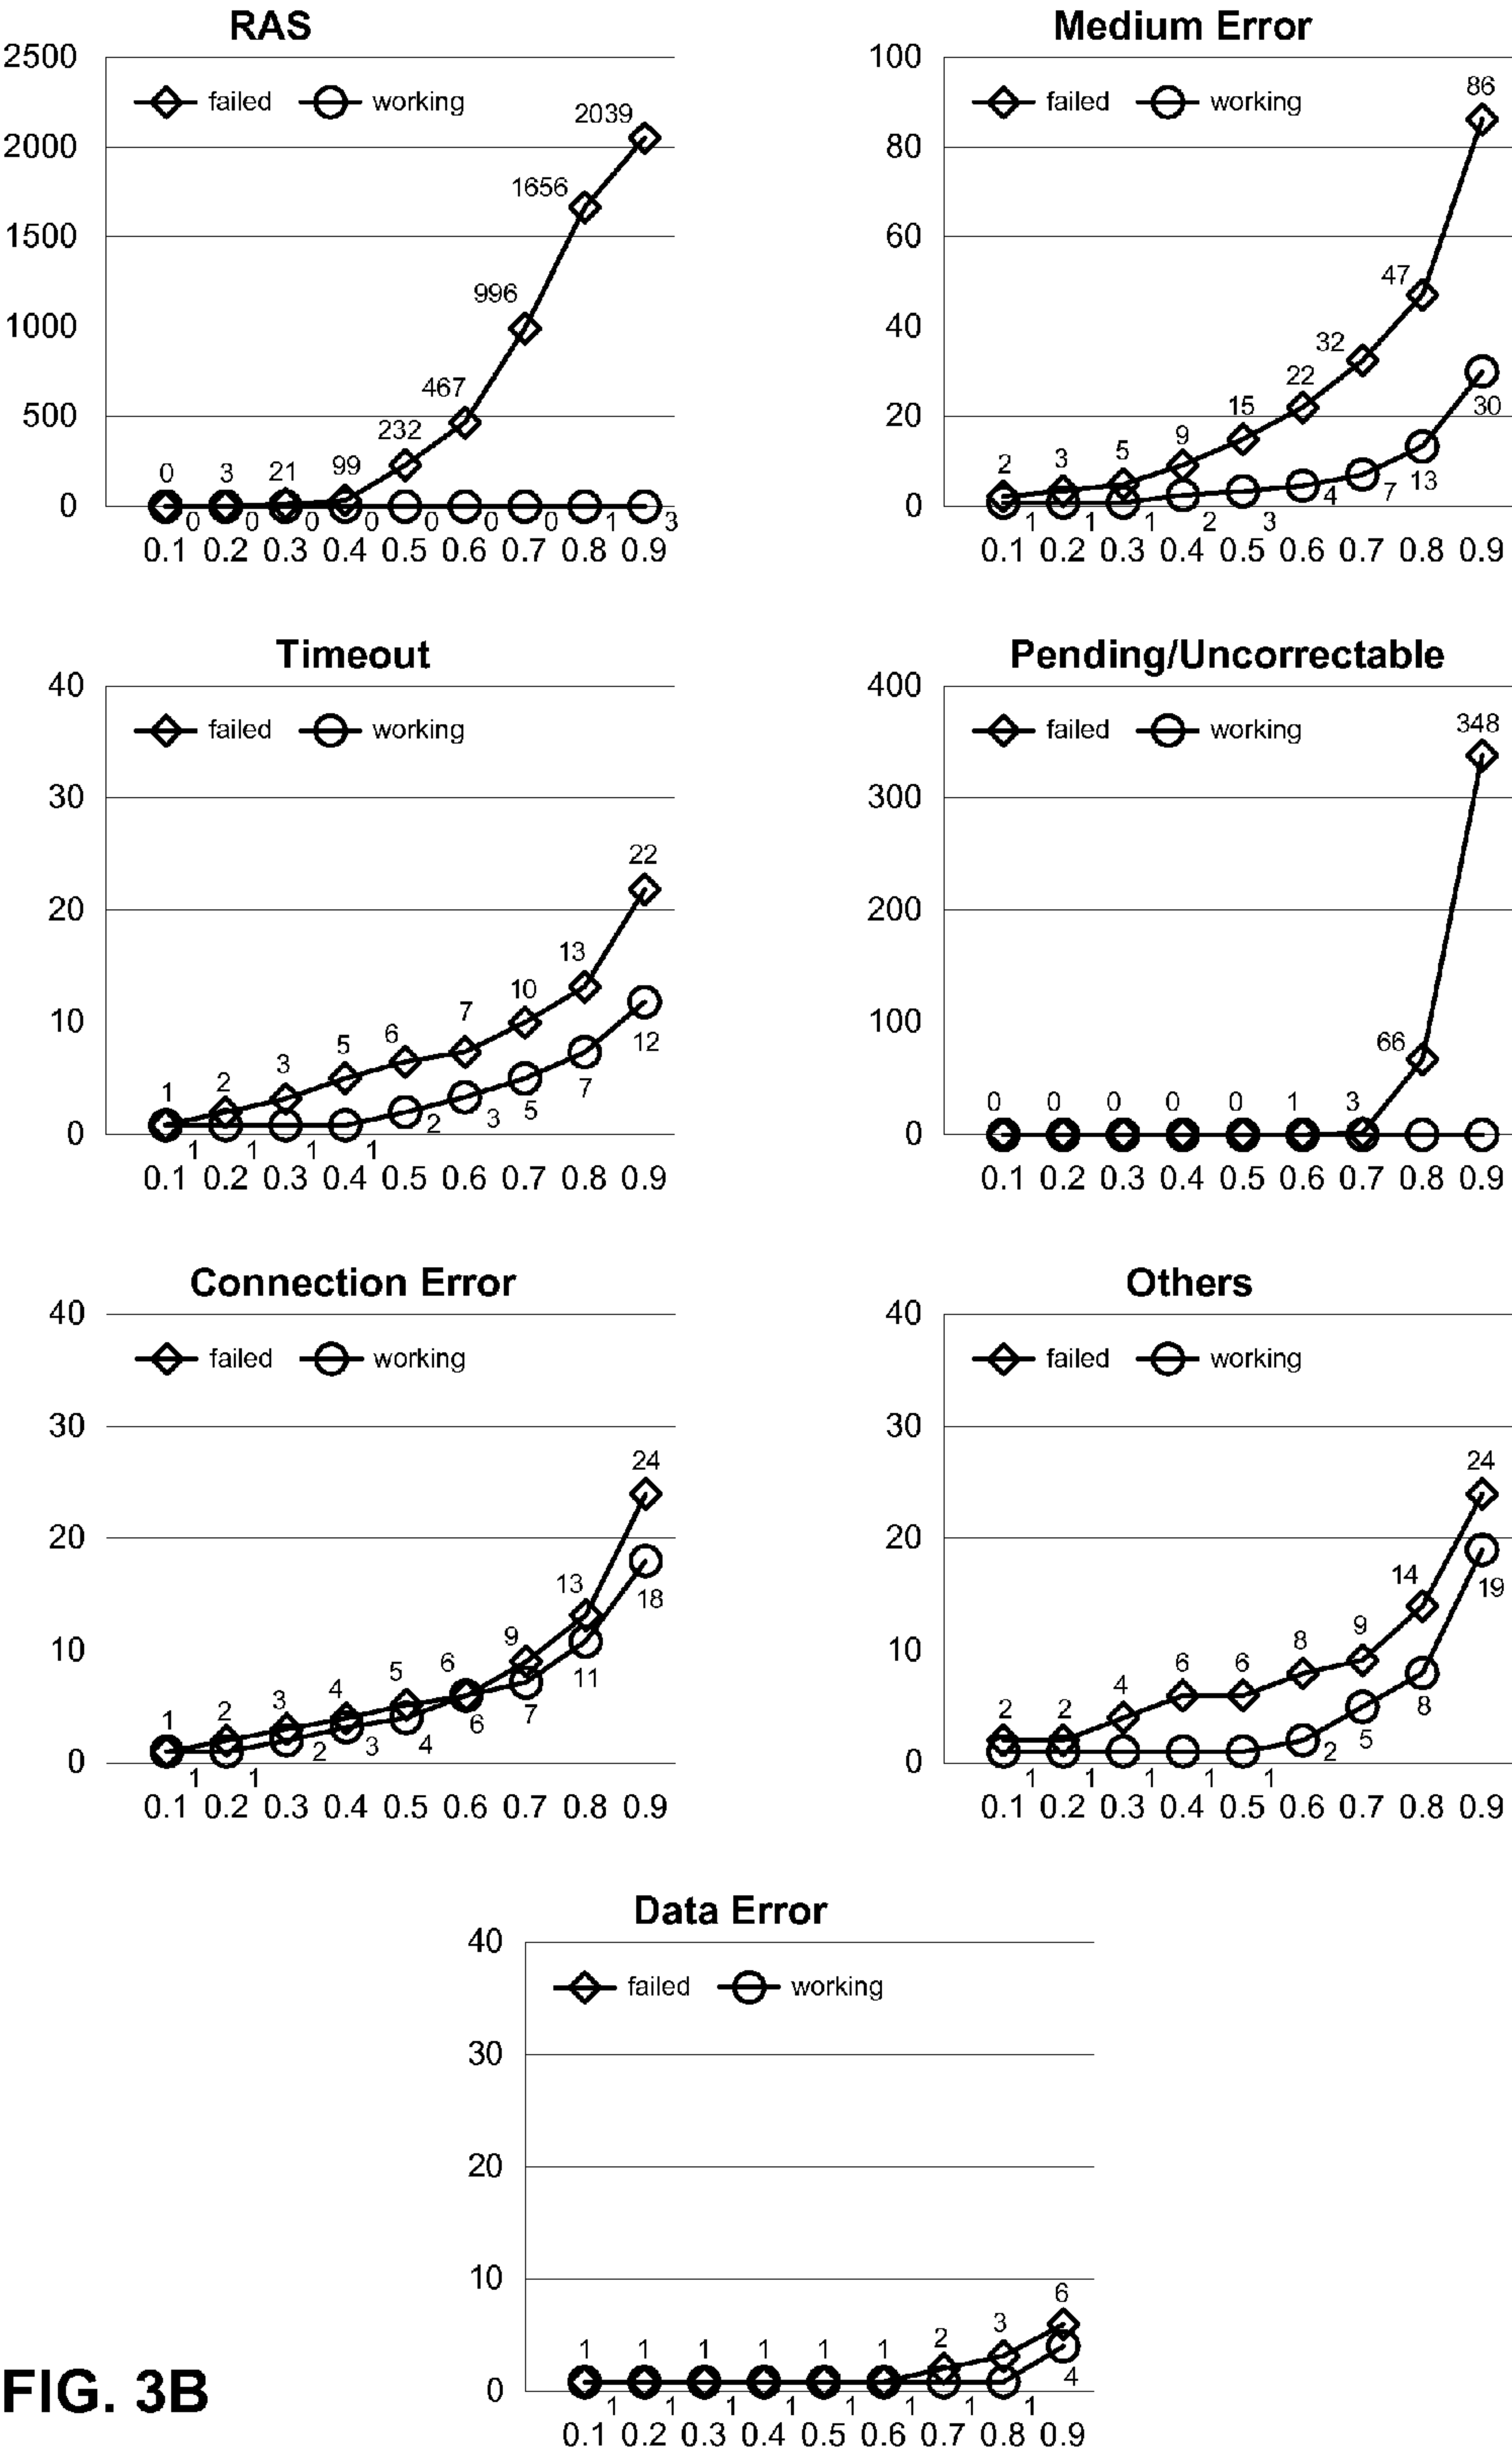 RAS
2500
2000
1500
1000
500
0
failed working
0 3 21 99 232 467 996 1656 2039
0 0 0 0 0 0 0 1 3
0.1 0.2 0.3 0.4 0.5 0.6 0.7 0.8 0.9
Medium Error
100
80
60
40
20
0
failed working
2 3 5 9 15 22 32 47 86
1 1 1 2 3 4 7 13 30
0.1 0.2 0.3 0.4 0.5 0.6 0.7 0.8 0.9
Timeout
40
30
20
10
0
failed working
1 2 3 5 6 7 10 13 22
1 1 1 1 2 3 5 7 12
0.1 0.2 0.3 0.4 0.5 0.6 0.7 0.8 0.9
Pending/Uncorrectable
400
300
200
100
0
failed working
0 0 0 0 0 1 3 66 348
0.1 0.2 0.3 0.4 0.5 0.6 0.7 0.8 0.9
Connection Error
40
30
20
10
0
failed working
1 2 3 4 5 6 9 13 24
1 1 2 3 4 6 7 11 18
0.1 0.2 0.3 0.4 0.5 0.6 0.7 0.8 0.9
Others
40
30
20
10
0
failed working
2 2 4 6 6 8 9 14 24
1 1 1 1 1 2 5 8 19
0.1 0.2 0.3 0.4 0.5 0.6 0.7 0.8 0.9
Data Error
40
30
20
10
0
failed working
1 1 1 1 1 1 2 3 6
1 1 1 1 1 1 1 1 4
0.1 0.2 0.3 0.4 0.5 0.6 0.7 0.8 0.9
FIG. 3B